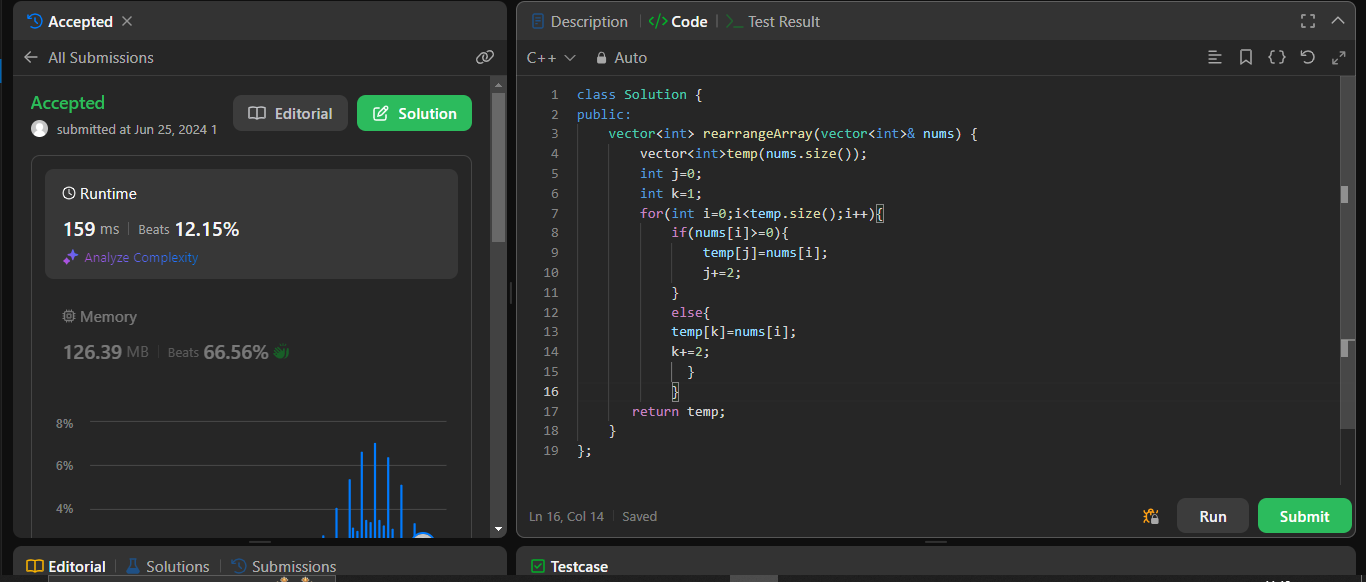 Accepted
All Submissions
Accepted
submitted at Jun 25, 2024 1
Editorial
Solution
Runtime
159 ms Beats 12.15%
Analyze Complexity
Memory
126.39 MB Beats 66.56%
8%
6%
4%
Editorial Solutions Submissions
Description </> Code Test Result
C++ Auto
1 class Solution {
2 public:
3 vector<int> rearrangeArray(vector<int>& nums) {
4 vector<int>temp(nums.size());
5 int j=0;
6 int k=1;
7 for(int i=0;i<temp.size();i++){
8 if(nums[i]>=0){
9 temp[j]=nums[i];
10 j+=2;
11 }
12 else{
13 temp[k]=nums[i];
14 k+=2;
15 }
16 }
17 return temp;
18 }
19 };
Ln 16, Col 14 Saved
Run Submit
Testcase